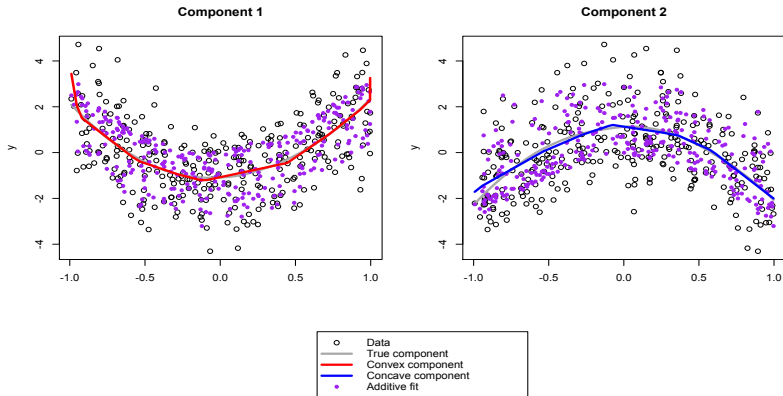 Component 1
Component 2
y
4
2
0
-2
-4
-1.0
-0.5
0.0
0.5
1.0
y
4
2
0
-2
-4
-1.0
-0.5
0.0
0.5
1.0
Data
True component
Convex component
Concave component
Additive fit